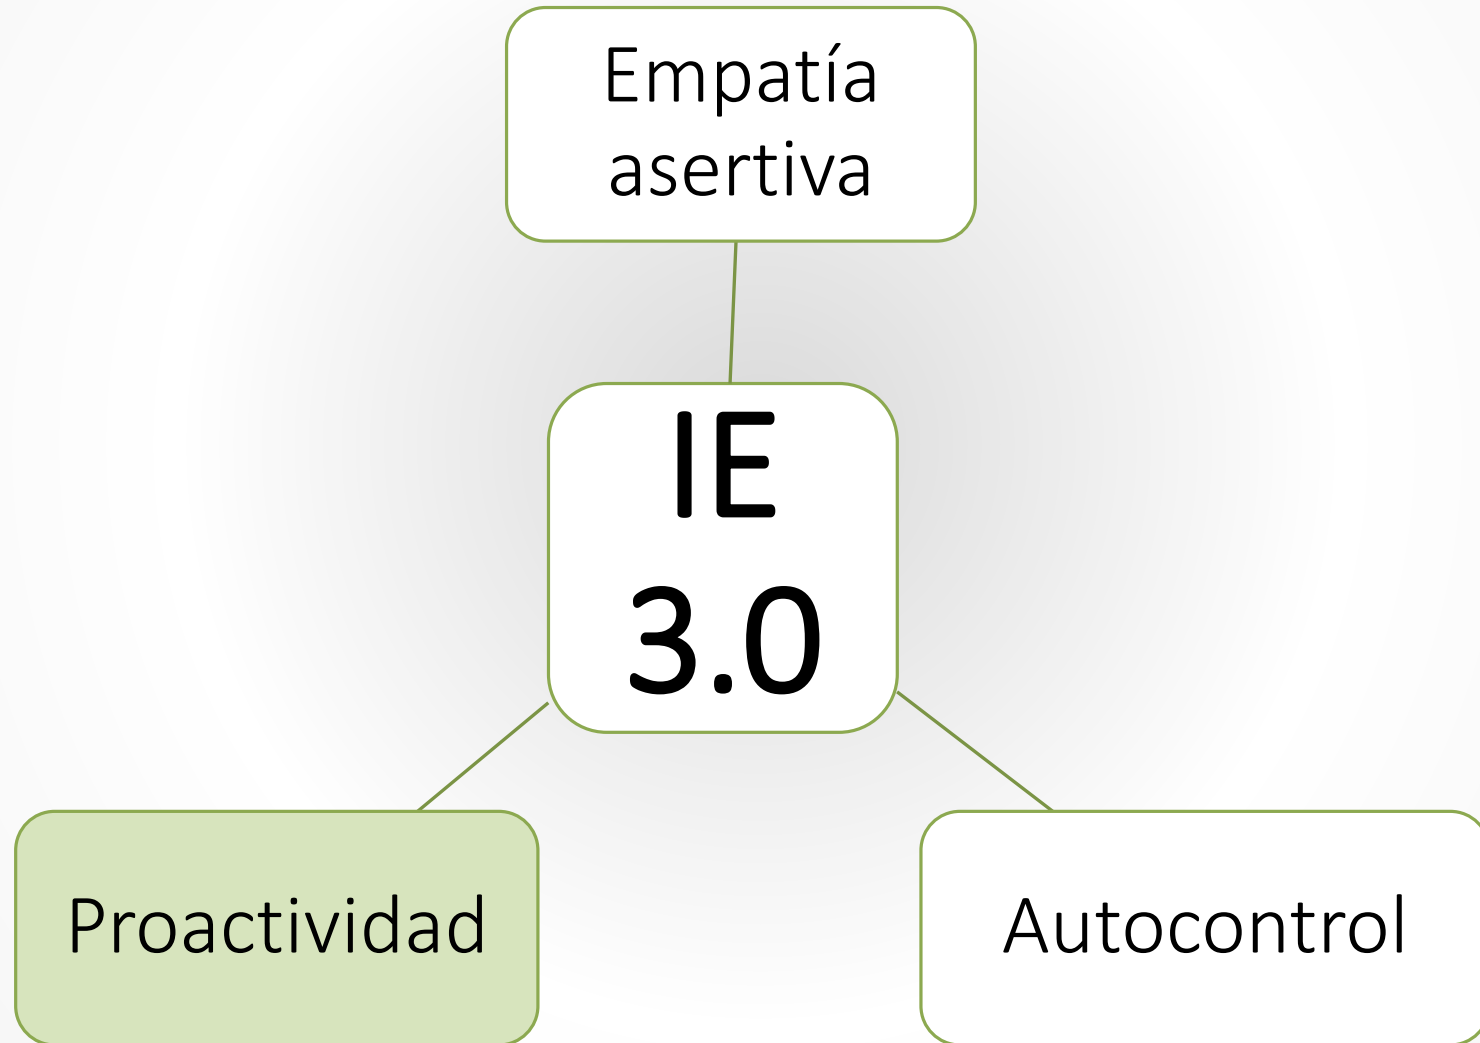 Empatía
asertiva
IE
3.0
Proactividad
Autocontrol